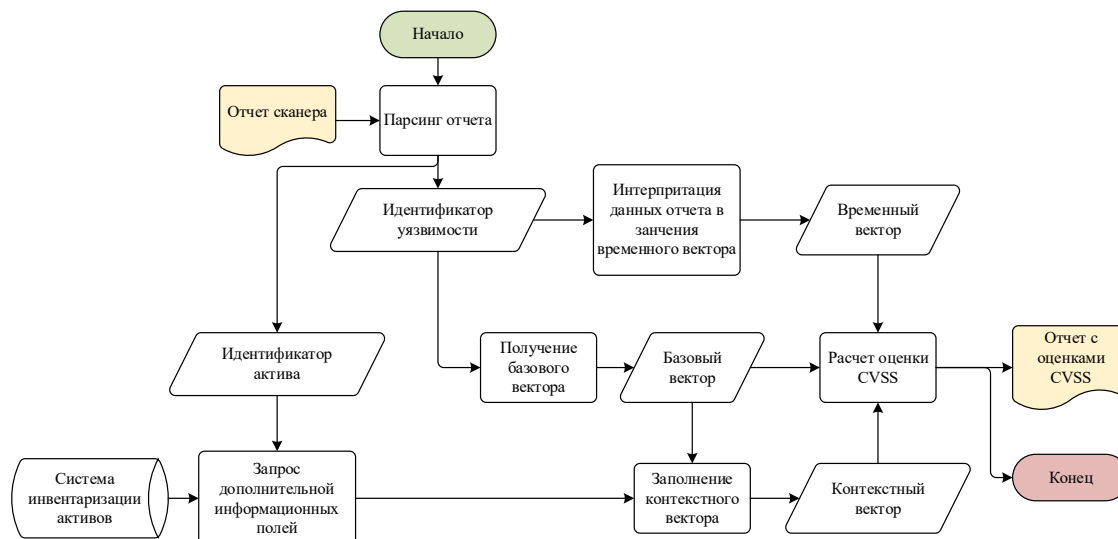 Начало
Отчет сканера
Парсинг отчета
Идентификатор
уязвимости
Интерпритация
данных отчета в
занчения
временного вектора
Временный
вектор
Идентификатор
актива
Получение
базового
вектора
Базовый
вектор
Расчет оценки
CVSS
Отчет с
оценками
CVSS
Система
инвентаризации
активов
Запрос
дополнительной
информационных
полей
Заполнение
контекстного
вектора
Контекстный
вектор
Конец